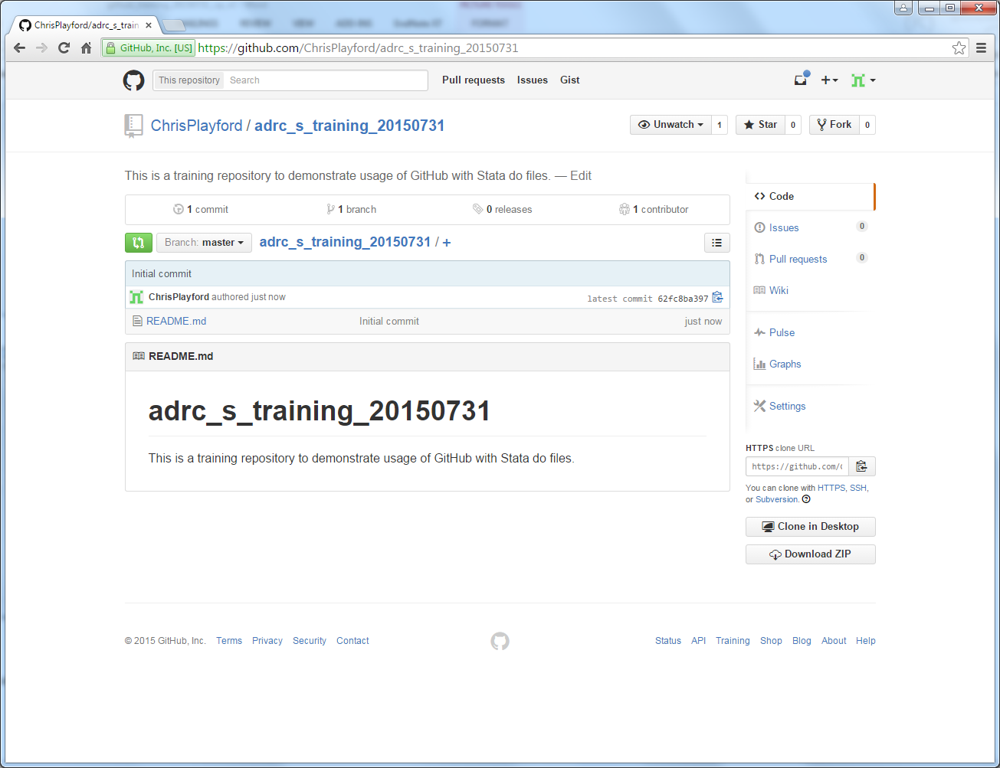 ChrisPlayford/adrc_s_train
GitHub, Inc. [US] https://github.com/ChrisPlayford/adrc_s_training_20150731
This repository Search Pull requests Issues Gist
ChrisPlayford / adrc_s_training_20150731
Unwatch 1 Star 0 Fork 0
This is a training repository to demonstrate usage of GitHub with Stata do files. — Edit
1 commit 1 branch 0 releases 1 contributor
Branch: master adrc_s_training_20150731 / +
Initial commit
ChrisPlayford authored just now latest commit 62fc8ba397
README.md Initial commit just now
README.md
adrc_s_training_20150731
This is a training repository to demonstrate usage of GitHub with Stata do files.
Code
Issues 0
Pull requests 0
Wiki
Pulse
Graphs
Settings
HTTPS clone URL
https://github.com/
You can clone with HTTPS, SSH,
or Subversion.
Clone in Desktop
Download ZIP
© 2015 GitHub, Inc. Terms Privacy Security Contact Status API Training Shop Blog About Help